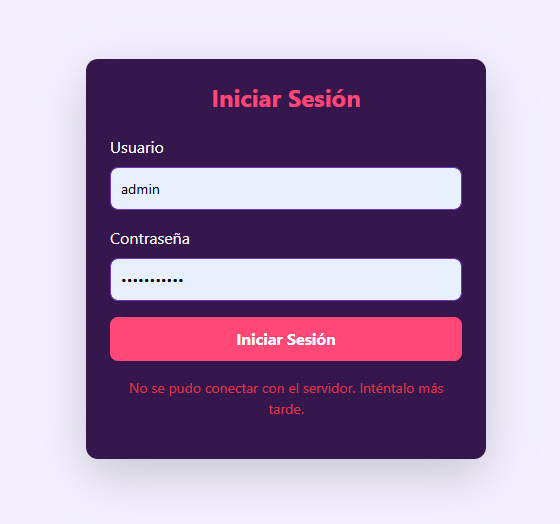 Iniciar Sesión
Usuario
admin
Contraseña
•••••••••••
Iniciar Sesión
No se pudo conectar con el servidor. Inténtalo más
tarde.